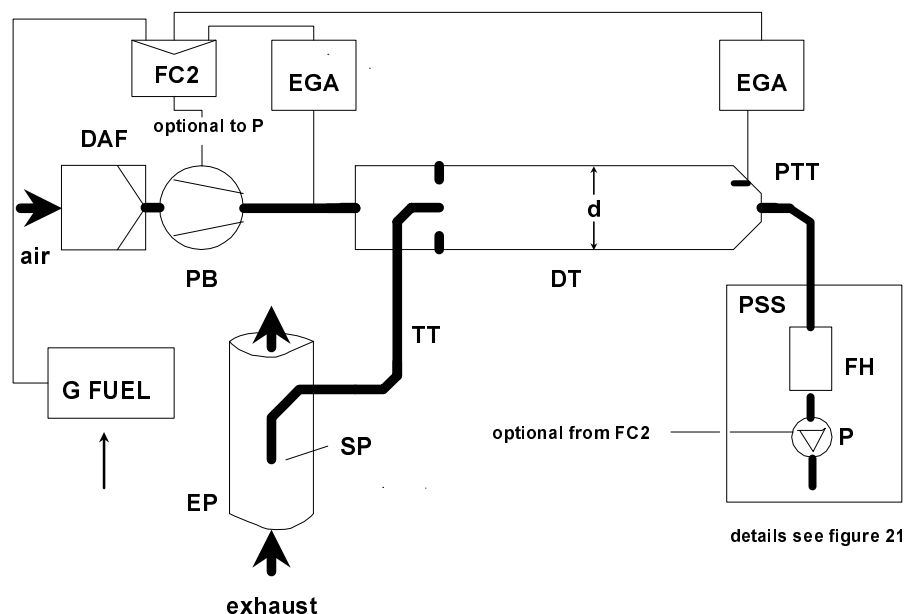 FC2
EGA
EGA
optional to P
DAF
PTT
d
air
PB
DT
PSS
TT
FH
G FUEL
optional from FC2
P
SP
EP
details see figure 21
exhaust